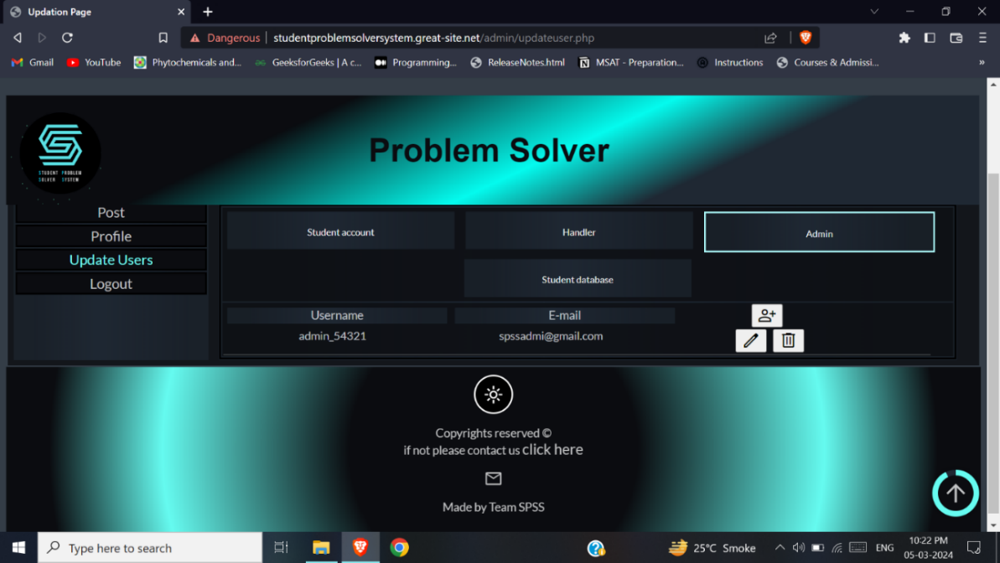 Updation Page
Dangerous studentproblemsolversystem.great-site.net/admin/updateuser.php
Gmail YouTube Phytochemicals and... GeeksforGeeks | A c... Programming,... ReleaseNotes.html MSAT - Preparation... Instructions Courses & Admissi... »
STUDENT PROBLEM
SOLVER SYSTEM
Problem Solver
Post
Profile
Update Users
Logout
Student account Handler Admin
Student database
Username E-mail
admin_54321 spssadmi@gmail.com
Copyrights reserved ©
if not please contact us click here
Made by Team SPSS
Type here to search
25°C Smoke
ENG
10:22 PM
05-03-2024